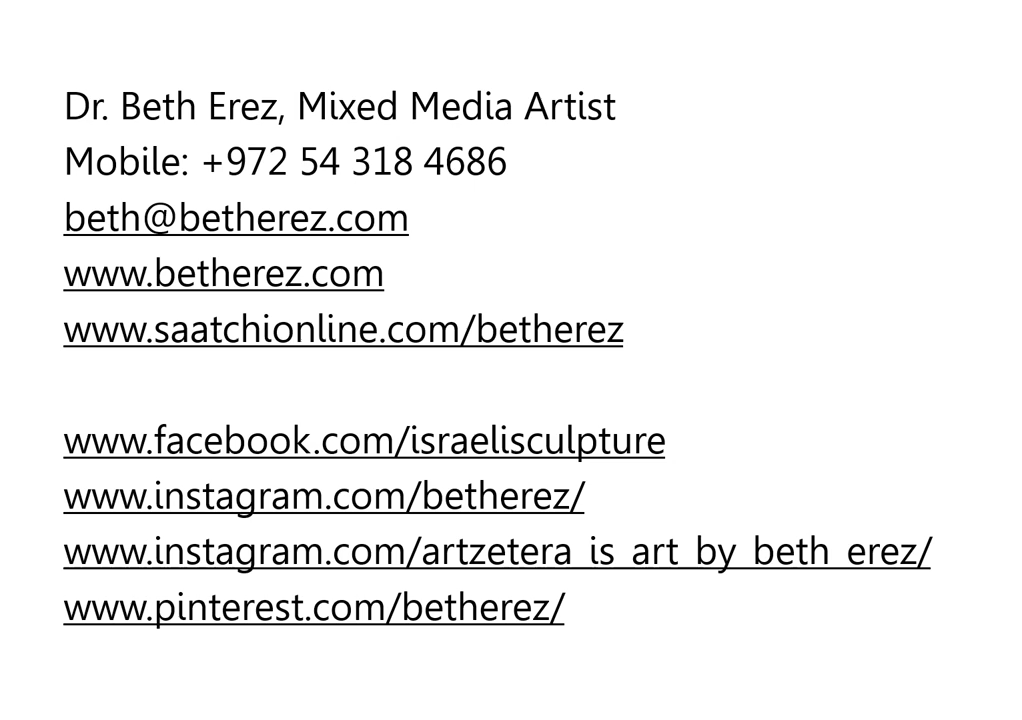 Dr. Beth Erez, Mixed Media Artist
Mobile: +972 54 318 4686
beth@betherez.com
www.betherez.com
www.saatchionline.com/betherez
www.facebook.com/israelisculpture
www.instagram.com/betherez/
www.instagram.com/artzetera_is_art_by_beth_erez/
www.pinterest.com/betherez/